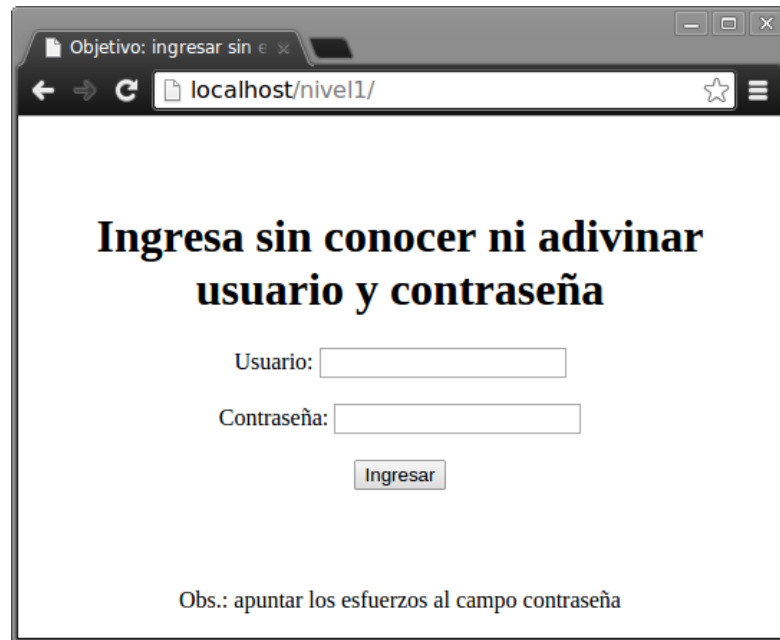 Objetivo: ingresar sin e
localhost/nivel1/
Ingresa sin conocer ni adivinar
usuario y contraseña
Usuario:
Contraseña:
Ingresar
Obs.: apuntar los esfuerzos al campo contraseña